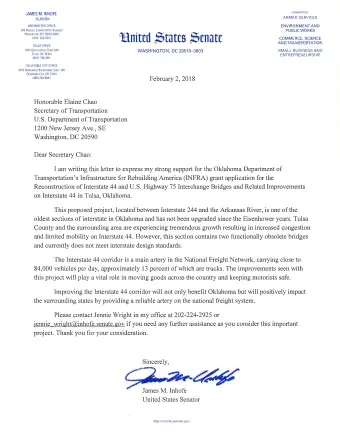 JAMES M. INHOFE
OKLAHOMA
COMMITTEES:
ARMED SERVICES
ENVIRONMENT AND
PUBLIC WORKS
COMMERCE, SCIENCE
AND TRANSPORTATION
SMALL BUSINESS AND
ENTREPRENEURSHIP
United States Senate
WASHINGTON, DC 20510-3603
February 2, 2018
Honorable Elaine Chao
Secretary of Transportation
U.S. Department of Transportation
1200 New Jersey Ave., SE
Washington, DC 20590
Dear Secretary Chao:
I am writing this letter to express my strong support for the Oklahoma Department of
Transportation's Infrastructure for Rebuilding America (INFRA) grant application for the
Reconstruction of Interstate 44 and U.S. Highway 75 Interchange Bridges and Related Improvements
on Interstate 44 in Tulsa, Oklahoma.
This proposed project, located between Interstate 244 and the Arkansas River, is one of the
oldest sections of interstate in Oklahoma and has not been upgraded since the Eisenhower years. Tulsa
County and the surrounding area are experiencing tremendous growth resulting in increased congestion
and limited mobility on Interstate 44. However, this section contains two functionally obsolete bridges
and currently does not meet interstate design standards.
The Interstate 44 corridor is a main artery in the National Freight Network, carrying close to
84,000 vehicles per day, approximately 13 percent of which are trucks. The improvements seen with
this project will play a vital role in moving goods across the country and keeping motorists safe.
Improving the Interstate 44 corridor will not only benefit Oklahoma but will positively impact
the surrounding states by providing a reliable artery on the national freight system.
Please contact Jennie Wright in my office at 202-224-2925 or
jennie_wright@inhofe.senate.gov if you need any further assistance as you consider this important
project. Thank you for your consideration.
Sincerely,
James M. Inhofe
James M. Inhofe
United States Senator